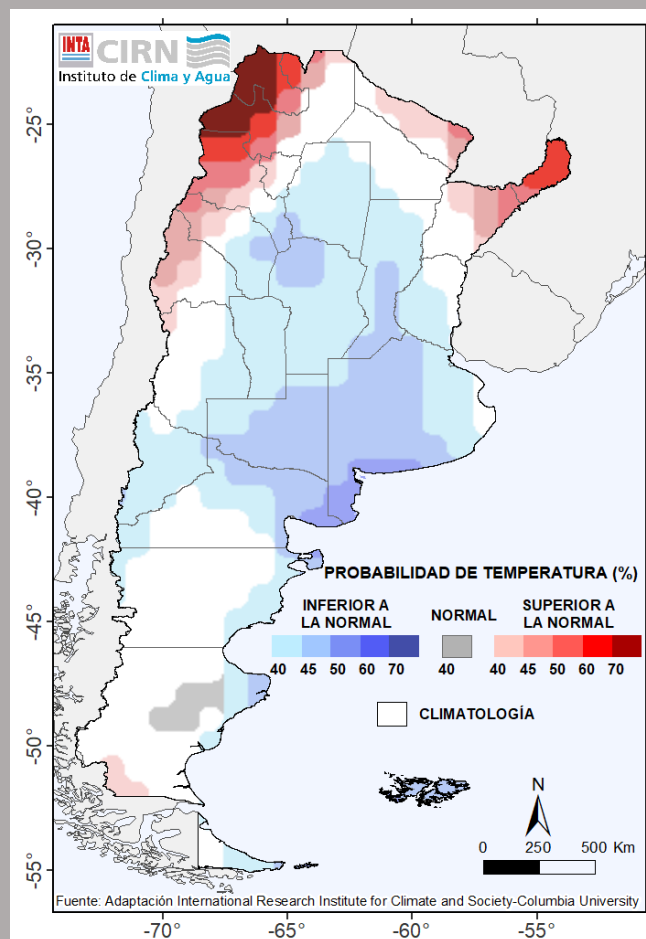 INTA CIRN
Instituto de Clima y Agua
-25°
-30°
-35°
-40°
-45°
-50°
-55°
PROBABILIDAD DE TEMPERATURA (%)
INFERIOR A
LA NORMAL
NORMAL
SUPERIOR A
LA NORMAL
40 45 50 60 70
40
40 45 50 60 70
CLIMATOLOGÍA
N
0 250 500 Km
Fuente: Adaptación International Research Institute for Climate and Society-Columbia University
-70° -65° -60° -55°